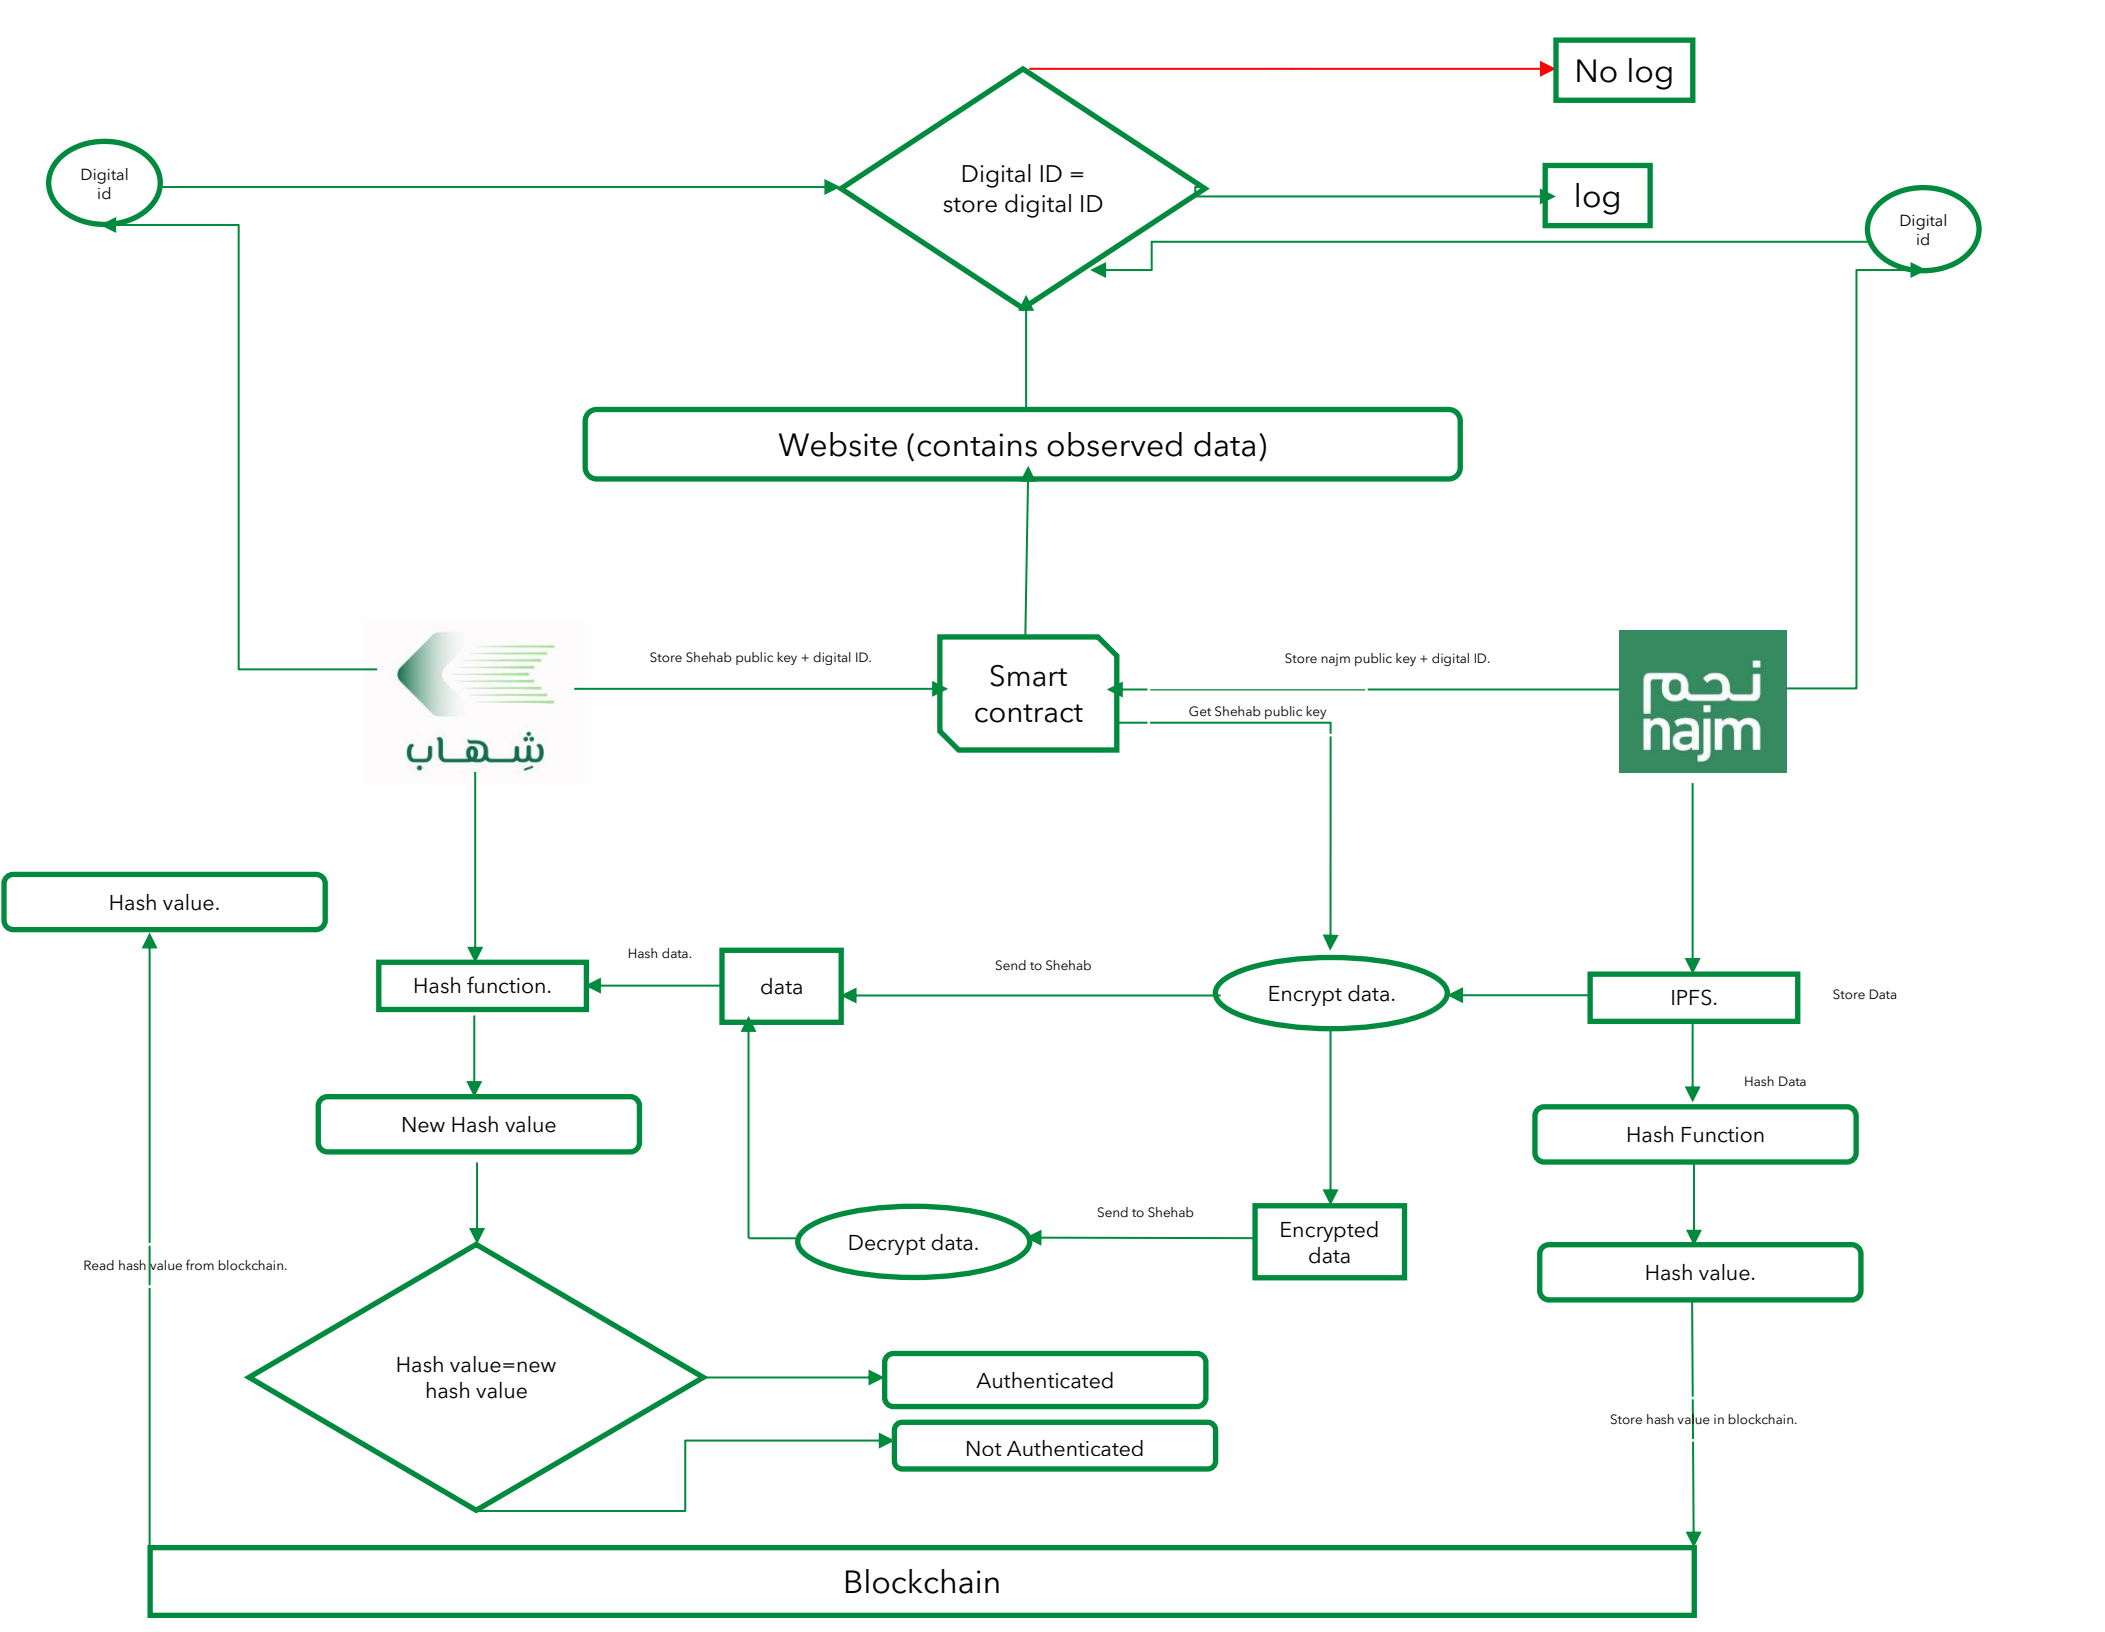 No log
Digital
id
Digital ID =
store digital ID
log
Digital
id
Website (contains observed data)
Store Shehab public key + digital ID.
Smart
contract
Store najm public key + digital ID.
Get Shehab public key
شِهاب
نجم
najm
Hash value.
Hash function.
Hash data.
data
Send to Shehab
Encrypt data.
IPFS.
Store Data
Hash Data
New Hash value
Hash Function
Decrypt data.
Send to Shehab
Encrypted
data
Hash value.
Read hash value from blockchain.
Hash value=new
hash value
Authenticated
Not Authenticated
Store hash value in blockchain.
Blockchain